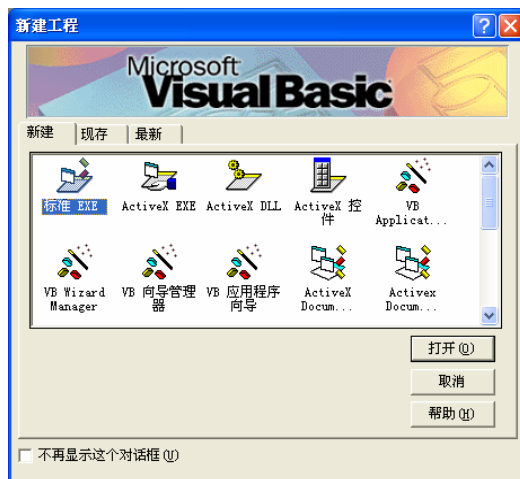 新建工程
Microsoft
Visual Basic
新建 现存 最新
标准 EXE ActiveX EXE ActiveX DLL ActiveX 控件 VB Applicat...
VB Wizard Manager VB 向导管理器 VB 应用程序向导 ActiveX Docum... Activex Docum...
打开(O)
取消
帮助(H)
不再显示这个对话框(U)